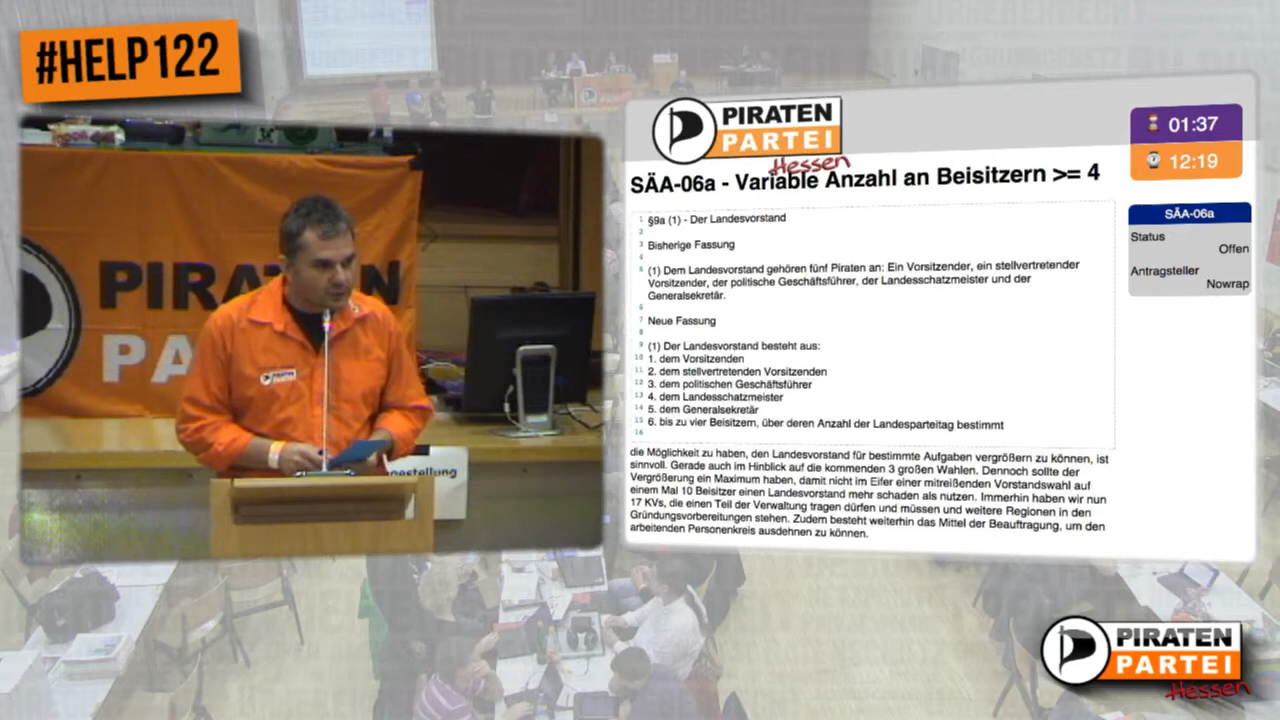 #HELP122
PIRATEN
PARTEI
Hessen
01:37
12:19
SÄA-06a - Variable Anzahl an Beisitzern >= 4
SÄA-06a
Status
Offen
Antragsteller
Nowrap
1 §9a (1) - Der Landesvorstand
2
3 Bisherige Fassung
4
5 (1) Dem Landesvorstand gehören fünf Piraten an: Ein Vorsitzender, ein stellvertretender
Vorsitzender, der politische Geschäftsführer, der Landesschatzmeister und der
Generalsekretär.
6
7 Neue Fassung
8
9 (1) Der Landesvorstand besteht aus:
10 1. dem Vorsitzenden
11 2. dem stellvertretenden Vorsitzenden
12 3. dem politischen Geschäftsführer
13 4. dem Landesschatzmeister
14 5. dem Generalsekretär
15 6. bis zu vier Beisitzern, über deren Anzahl der Landesparteitag bestimmt
16
die Möglichkeit zu haben, den Landesvorstand für bestimmte Aufgaben vergrößern zu können, ist
sinnvoll. Gerade auch im Hinblick auf die kommenden 3 großen Wahlen. Dennoch sollte der
Vergrößerung ein Maximum haben, damit nicht im Eifer einer mitreißenden Vorstandswahl auf
einem Mal 10 Beisitzer einen Landesvorstand mehr schaden als nutzen. Immerhin haben wir nun
17 KVs, die einen Teil der Verwaltung tragen dürfen und müssen und weitere Regionen in den
Gründungsvorbereitungen stehen. Zudem besteht weiterhin das Mittel der Beauftragung, um den
arbeitenden Personenkreis ausdehnen zu können.
PIRATEN
PA
PIRATEN
gestellung
PIRATEN
PARTEI
Hessen